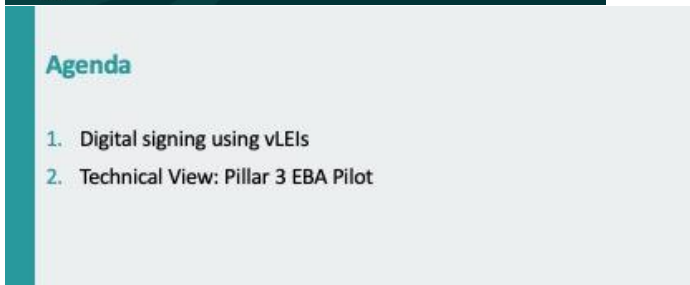 Agenda
1. Digital signing using vLEIs
2. Technical View: Pillar 3 EBA Pilot